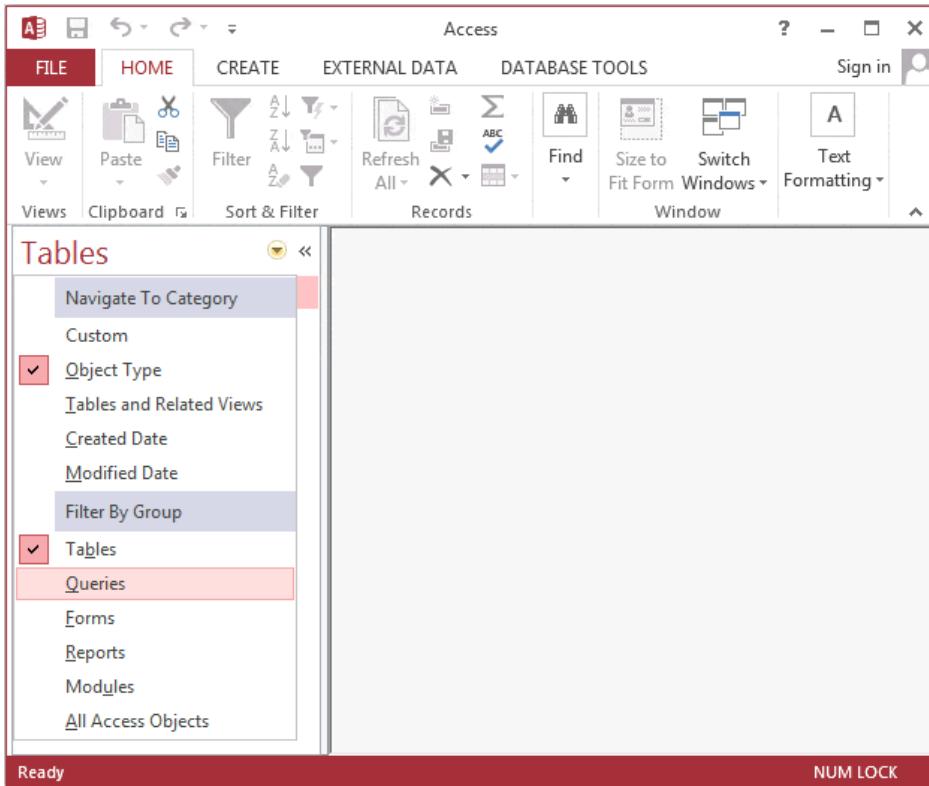 Access
?
FILE HOME CREATE EXTERNAL DATA DATABASE TOOLS Sign in
View
Paste
Filter
Refresh All
ABC
Find
Size to Fit Form
Switch Windows
A
Text Formatting
Views Clipboard Sort & Filter Records Window
Tables
Navigate To Category
Custom
Object Type
Tables and Related Views
Created Date
Modified Date
Filter By Group
Tables
Queries
Forms
Reports
Modules
All Access Objects
Ready NUM LOCK